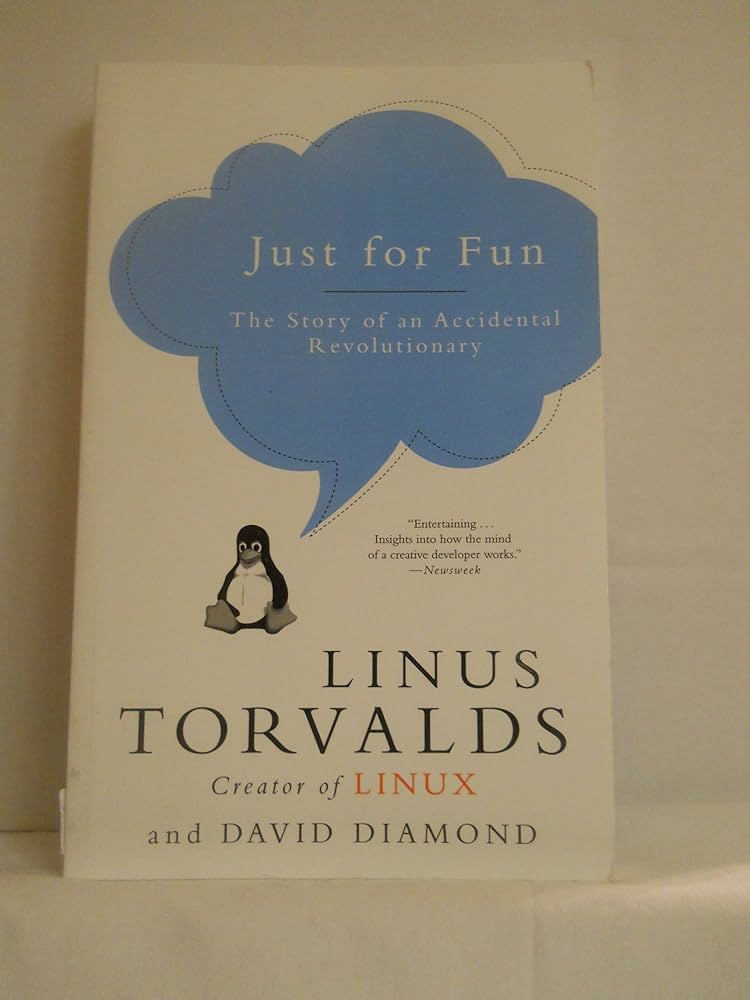 Just for Fun
The Story of an Accidental
Revolutionary
“Entertaining . . .
Insights into how the mind
of a creative developer works.”
—Newsweek
LINUS
TORVALDS
Creator of LINUX
and DAVID DIAMOND